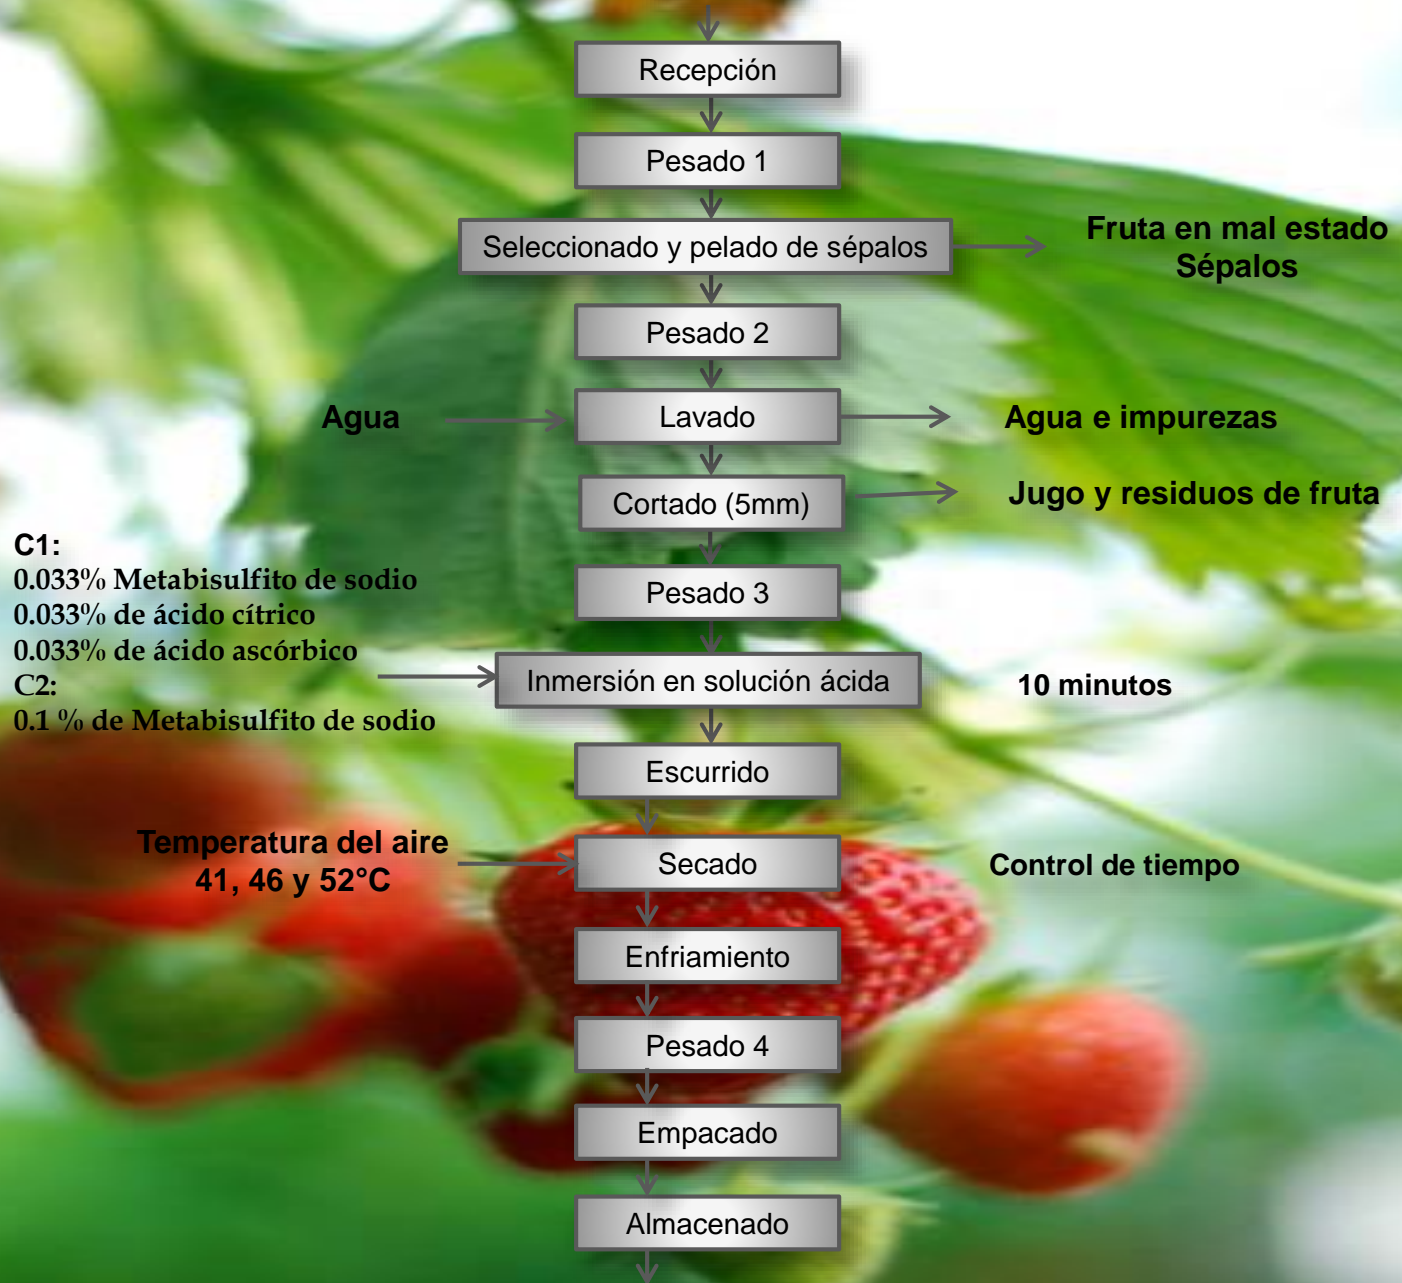 Recepción
Pesado 1
Seleccionado y pelado de sépalos
Fruta en mal estado
Sépalos
Pesado 2
Agua
Lavado
Agua e impurezas
Cortado (5mm)
Jugo y residuos de fruta
C1:
0.033% Metabisulfito de sodio
0.033% de ácido cítrico
0.033% de ácido ascórbico
C2:
0.1 % de Metabisulfito de sodio
Pesado 3
Inmersión en solución ácida
10 minutos
Escurrido
Temperatura del aire
41, 46 y 52°C
Secado
Control de tiempo
Enfriamiento
Pesado 4
Empacado
Almacenado